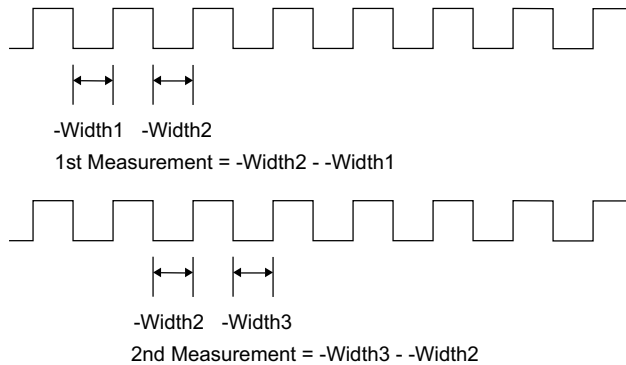 -Width1 -Width2
1st Measurement = -Width2 - -Width1
-Width2 -Width3
2nd Measurement = -Width3 - -Width2